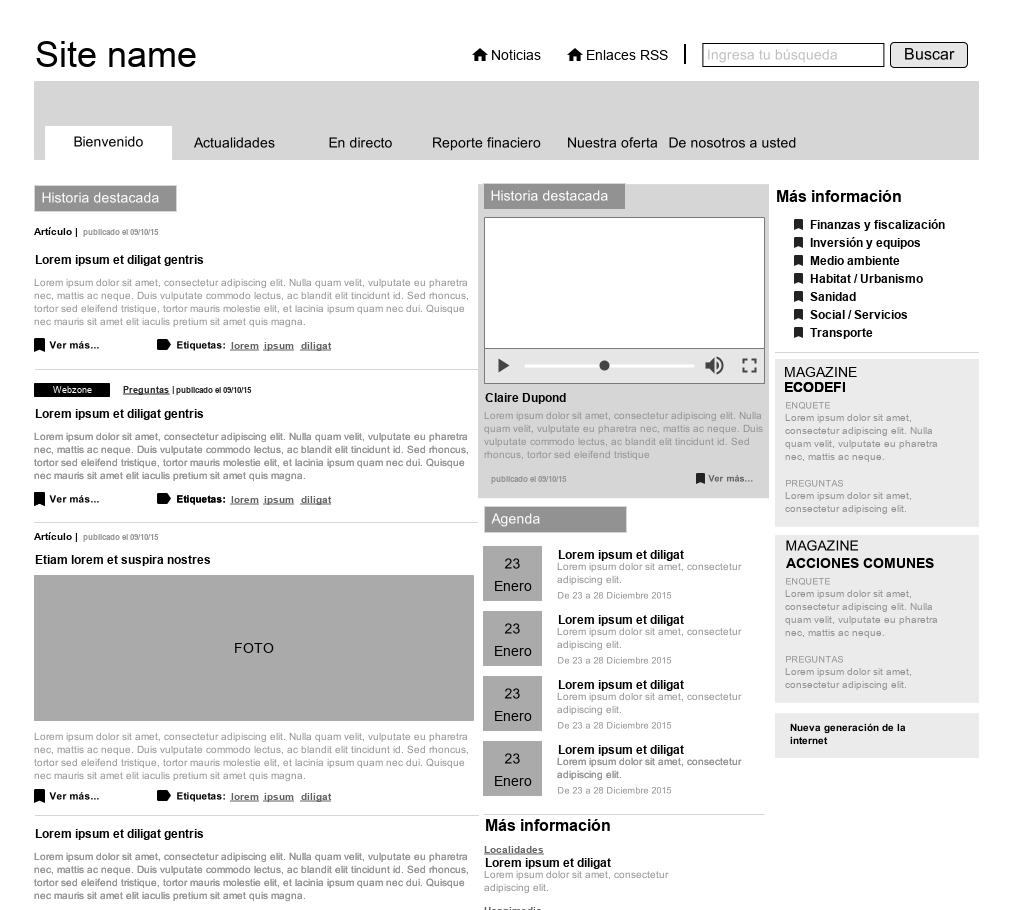 Site name
Noticias
Enlaces RSS
Ingresa tu búsqueda
Buscar
Bienvenido
Actualidades
En directo
Reporte finaciero
Nuestra oferta
De nosotros a usted
Historia destacada
Artículo | publicado el 09/10/15
Lorem ipsum et diligat gentris
Lorem ipsum dolor sit amet, consectetur adipiscing elit. Nulla quam velit, vulputate eu pharetra
nec, mattis ac neque. Duis vulputate commodo lectus, ac blandit elit tincidunt id. Sed rhoncus,
tortor sed eleifend tristique, tortor mauris molestie elit, et lacinia ipsum quam nec dui. Quisque
nec mauris sit amet elit iaculis pretium sit amet quis magna.
Ver más... Etiquetas: lorem ipsum diligat
Webzone Preguntas | publicado el 09/10/15
Lorem ipsum et diligat gentris
Lorem ipsum dolor sit amet, consectetur adipiscing elit. Nulla quam velit, vulputate eu pharetra
nec, mattis ac neque. Duis vulputate commodo lectus, ac blandit elit tincidunt id. Sed rhoncus,
tortor sed eleifend tristique, tortor mauris molestie elit, et lacinia ipsum quam nec dui. Quisque
nec mauris sit amet elit iaculis pretium sit amet quis magna.
Ver más... Etiquetas: lorem ipsum diligat
Artículo | publicado el 09/10/15
Etiam lorem et suspira nostres
FOTO
Lorem ipsum dolor sit amet, consectetur adipiscing elit. Nulla quam velit, vulputate eu pharetra
nec, mattis ac neque. Duis vulputate commodo lectus, ac blandit elit tincidunt id. Sed rhoncus,
tortor sed eleifend tristique, tortor mauris molestie elit, et lacinia ipsum quam nec dui. Quisque
nec mauris sit amet elit iaculis pretium sit amet quis magna.
Ver más... Etiquetas: lorem ipsum diligat
Lorem ipsum et diligat gentris
Lorem ipsum dolor sit amet, consectetur adipiscing elit. Nulla quam velit, vulputate eu pharetra
nec, mattis ac neque. Duis vulputate commodo lectus, ac blandit elit tincidunt id. Sed rhoncus,
tortor sed eleifend tristique, tortor mauris molestie elit, et lacinia ipsum quam nec dui. Quisque
nec mauris sit amet elit iaculis pretium sit amet quis magna.
Historia destacada
Claire Dupond
Lorem ipsum dolor sit amet, consectetur adipiscing elit. Nulla
quam velit, vulputate eu pharetra nec, mattis ac neque. Duis
vulputate commodo lectus, ac blandit elit tincidunt id. Sed
rhoncus, tortor sed eleifend tristique
publicado el 09/10/15 Ver más...
Agenda
23
Enero
Lorem ipsum et diligat
Lorem ipsum dolor sit amet, consectetur
adipiscing elit.
De 23 a 28 Diciembre 2015
23
Enero
Lorem ipsum et diligat
Lorem ipsum dolor sit amet, consectetur
adipiscing elit.
De 23 a 28 Diciembre 2015
23
Enero
Lorem ipsum et diligat
Lorem ipsum dolor sit amet, consectetur
adipiscing elit.
De 23 a 28 Diciembre 2015
23
Enero
Lorem ipsum et diligat
Lorem ipsum dolor sit amet, consectetur
adipiscing elit.
De 23 a 28 Diciembre 2015
Más información
Localidades
Lorem ipsum et diligat
Lorem ipsum dolor sit amet, consectetur
adipiscing elit.
Más información
Finanzas y fiscalización
Inversión y equipos
Medio ambiente
Habitat / Urbanismo
Sanidad
Social / Servicios
Transporte
MAGAZINE
ECODEFI
ENQUETE
Lorem ipsum dolor sit amet,
consectetur adipiscing elit. Nulla
quam velit, vulputate eu pharetra
nec, mattis ac neque.
PREGUNTAS
Lorem ipsum dolor sit amet,
consectetur adipiscing elit.
MAGAZINE
ACCIONES COMUNES
ENQUETE
Lorem ipsum dolor sit amet,
consectetur adipiscing elit. Nulla
quam velit, vulputate eu pharetra
nec, mattis ac neque.
PREGUNTAS
Lorem ipsum dolor sit amet,
consectetur adipiscing elit.
Nueva generación de la
internet